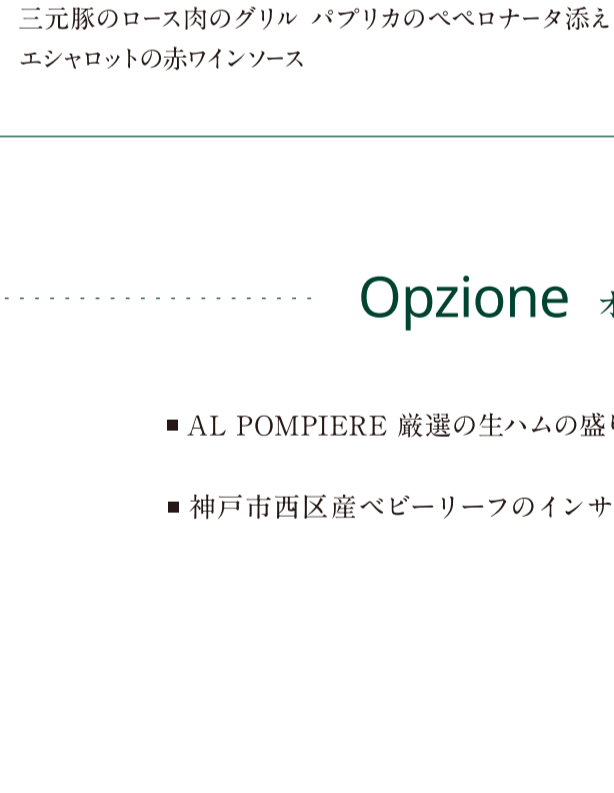 三元豚のロース肉のグリル パプリカのペペロナータ添え
エシャロットの赤ワインソース
Opzione
■ AL POMPIERE 厳選の生ハムの盛
■ 神戸市西区産ベビーリーフのインサ